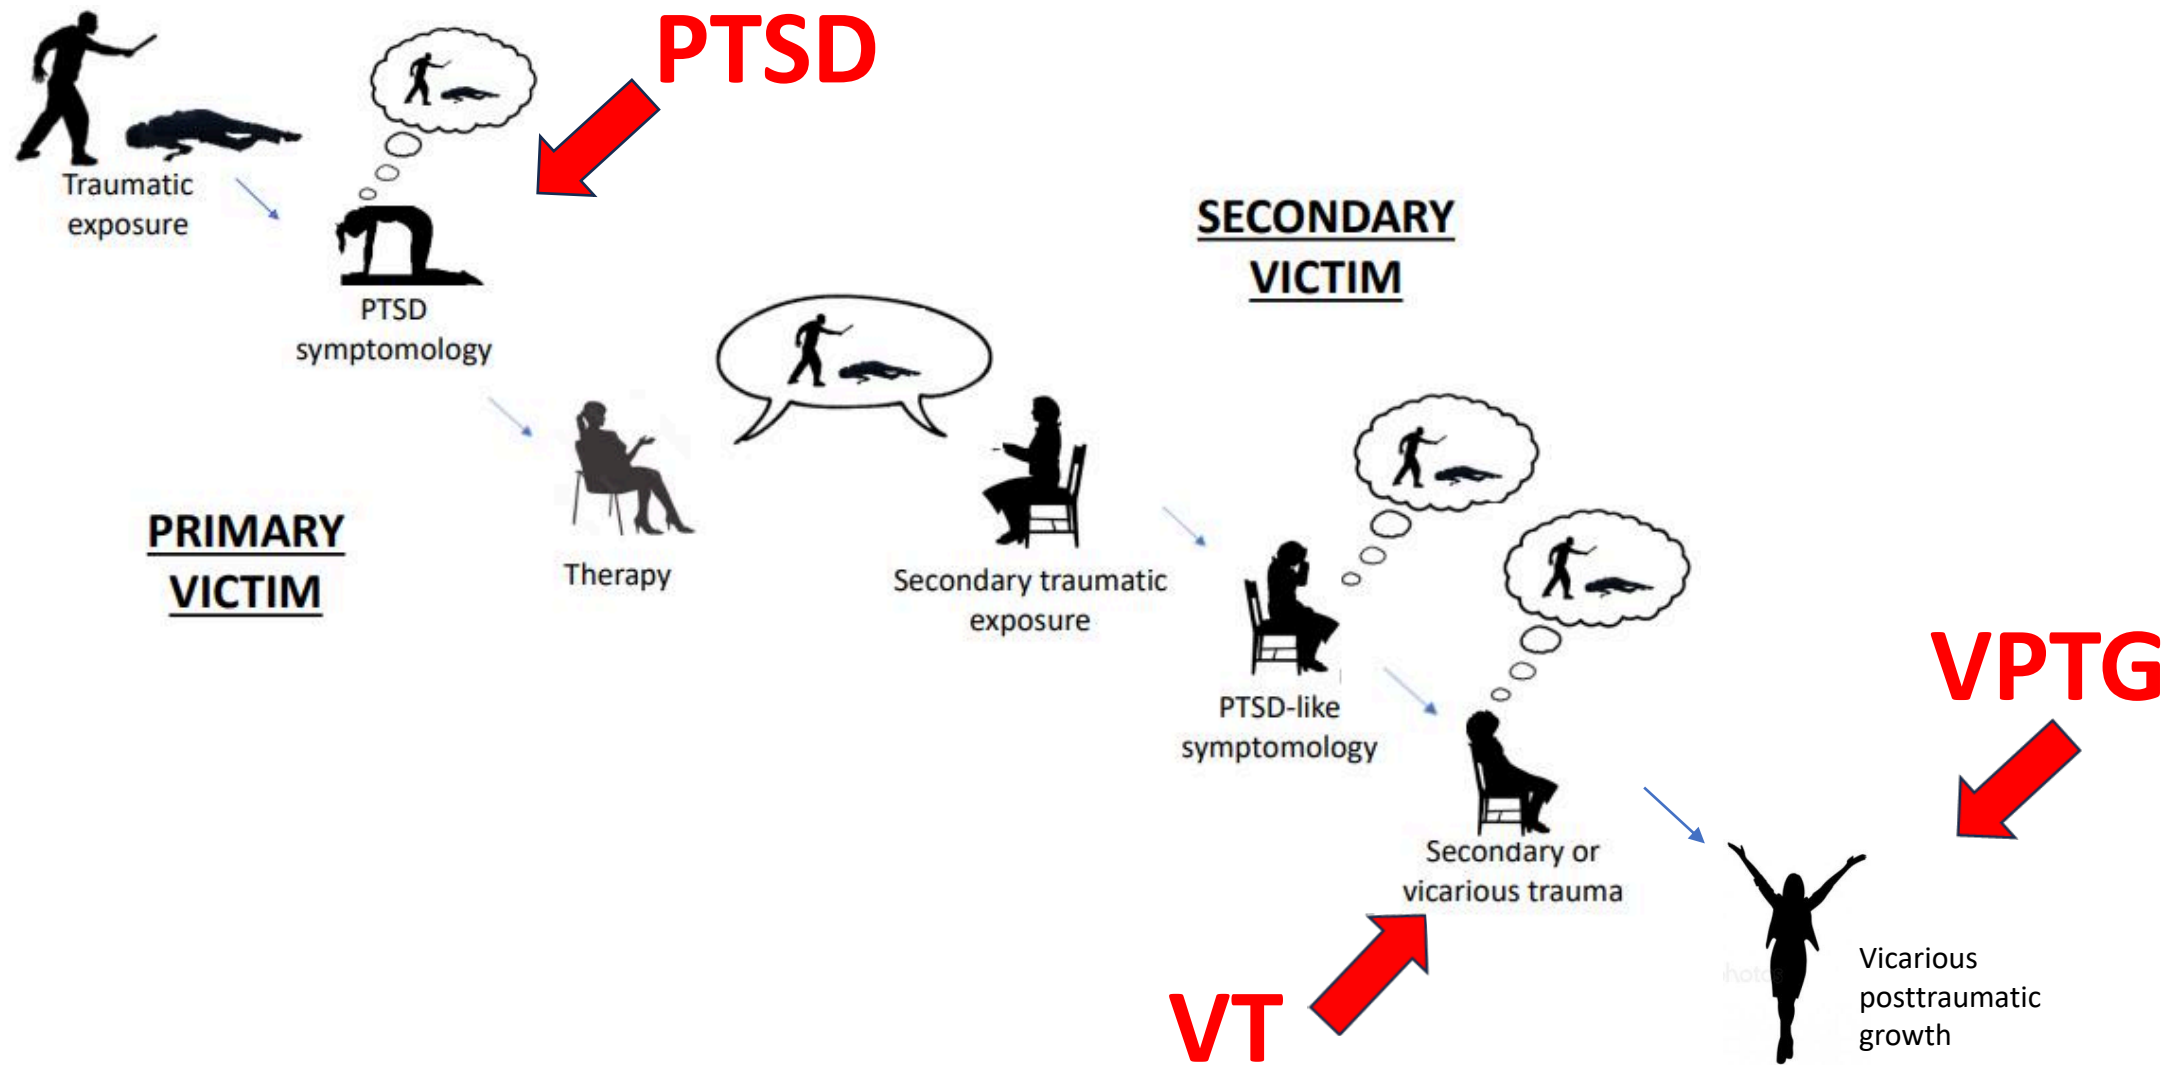 PTSD
Traumatic
exposure
PTSD
symptomology
SECONDARY
VICTIM
PRIMARY
VICTIM
Therapy
Secondary traumatic
exposure
PTSD-like
symptomology
VPTG
Secondary or
vicarious trauma
VT
Vicarious
posttraumatic
growth